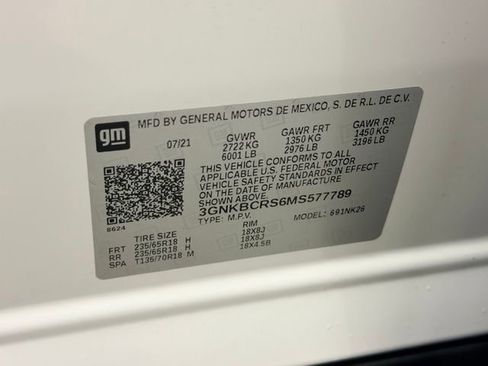 gm
MFD BY GENERAL MOTORS DE MEXICO, S. DE R.L. DE C.V.
07/21 GVWR GAWR FRT GAWR RR
2722 KG 1350 KG 1450 KG
6001 LB 2976 LB 3196 LB
THIS VEHICLE CONFORMS TO ALL
APPLICABLE U.S. FEDERAL MOTOR
VEHICLE SAFETY STANDARDS IN EFFECT
ON THE DATE OF MANUFACTURE
SHOWN ABOVE.
3GNKBCRS6MS577789
8624 TYPE: M.P.V. MODEL: 691NK26
TIRE SIZE RIM
FRT 235/65R18 H 18X8J
RR 235/65R18 H 18X8J
SPA T135/70R18 M 18X4.5B